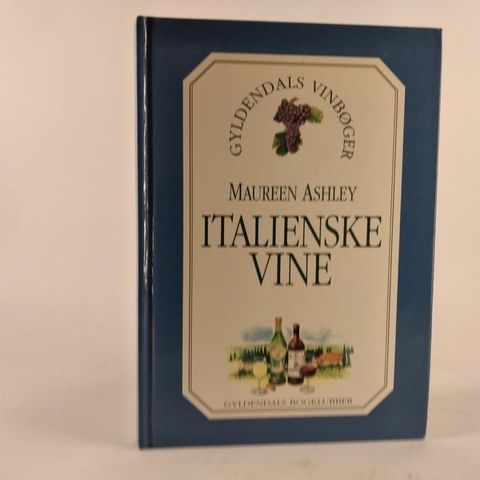 GYLDENDALS VINBØGER
MAUREEN ASHLEY
ITALIENSKE
VINE
GYLDENDALS BOGKLUBBER